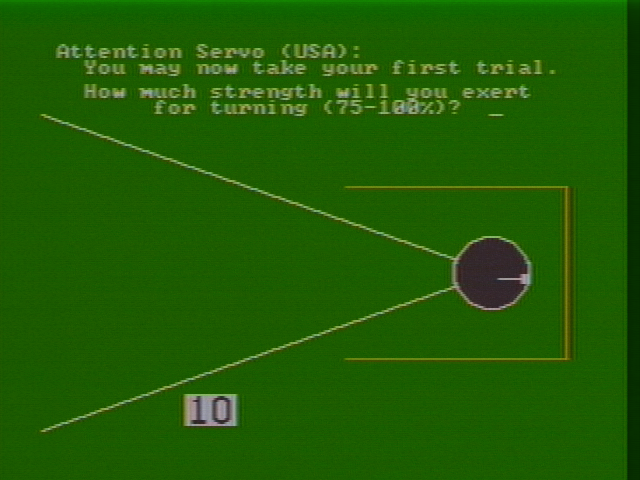 Attention Servo (USA):
You may now take your first trial.
How much strength will you exert
for turning (75-100%)? _
10